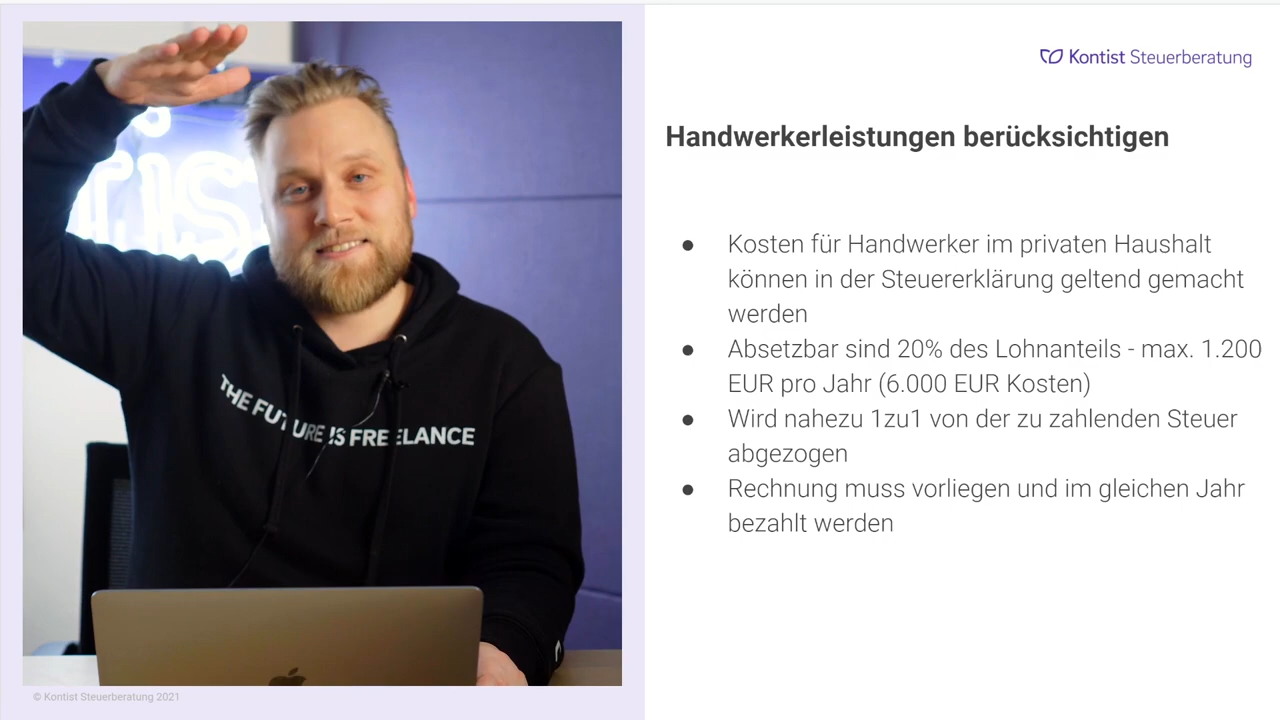 Kontist Steuerberatung
Handwerkerleistungen berücksichtigen
● Kosten für Handwerker im privaten Haushalt
können in der Steuererklärung geltend gemacht
werden
● Absetzbar sind 20% des Lohnanteils - max. 1.200
EUR pro Jahr (6.000 EUR Kosten)
● Wird nahezu 1zu1 von der zu zahlenden Steuer
abgezogen
● Rechnung muss vorliegen und im gleichen Jahr
bezahlt werden
THE FUTURE IS FREELANCE
© Kontist Steuerberatung 2021